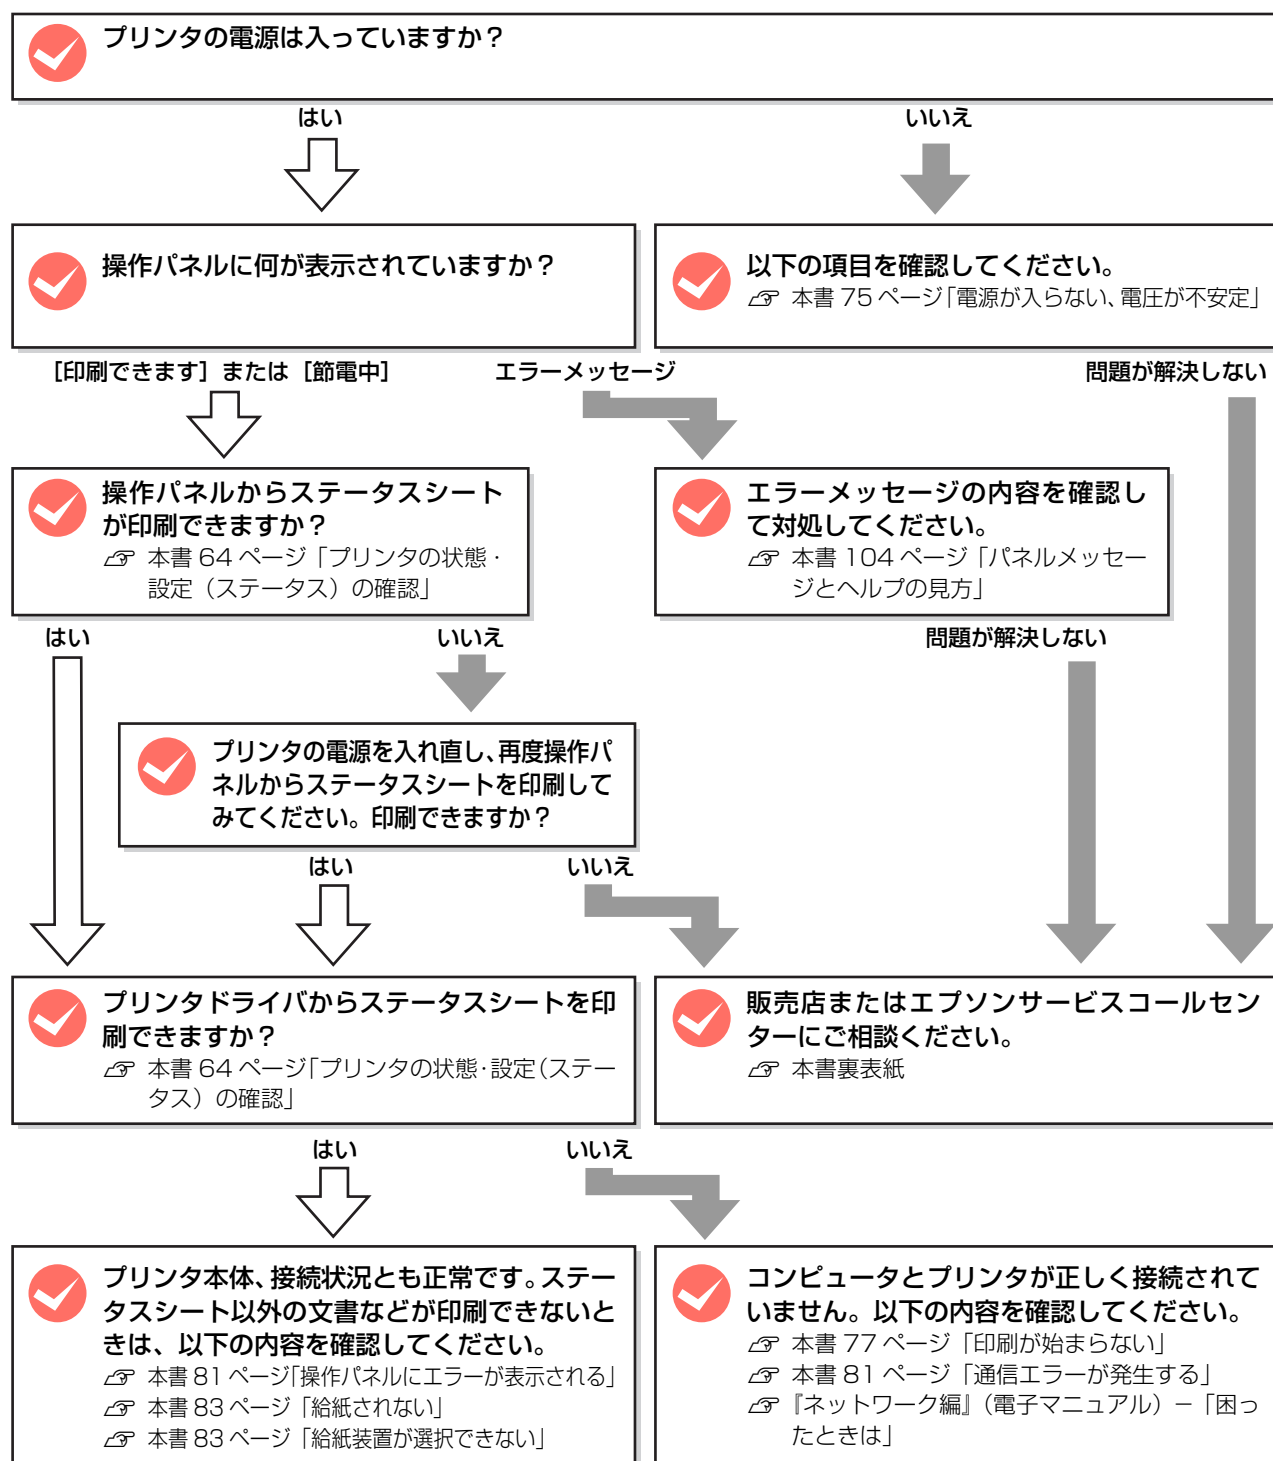 プリンタの電源は入っていますか？
はい
いいえ
操作パネルに何が表示されていますか？
以下の項目を確認してください。
本書 75 ページ「電源が入らない、電圧が不安定」
［印刷できます］または［節電中］
エラーメッセージ
問題が解決しない
操作パネルからステータスシート
が印刷できますか？
本書 64 ページ「プリンタの状態・
設定（ステータス）の確認」
エラーメッセージの内容を確認し
て対処してください。
本書 104 ページ「パネルメッセー
ジとヘルプの見方」
はい
いいえ
問題が解決しない
プリンタの電源を入れ直し、再度操作パ
ネルからステータスシートを印刷して
みてください。印刷できますか？
はい
いいえ
プリンタドライバからステータスシートを印
刷できますか？
本書 64 ページ「プリンタの状態・設定（ステー
タス）の確認」
販売店またはエプソンサービスコールセン
ターにご相談ください。
本書裏表紙
はい
いいえ
プリンタ本体、接続状況とも正常です。ステー
タスシート以外の文書などが印刷できないと
きは、以下の内容を確認してください。
本書 81 ページ「操作パネルにエラーが表示される」
本書 83 ページ「給紙されない」
本書 83 ページ「給紙装置が選択できない」
コンピュータとプリンタが正しく接続されて
いません。以下の内容を確認してください。
本書 77 ページ「印刷が始まらない」
本書 81 ページ「通信エラーが発生する」
『ネットワーク編』（電子マニュアル）－「困っ
たときは」